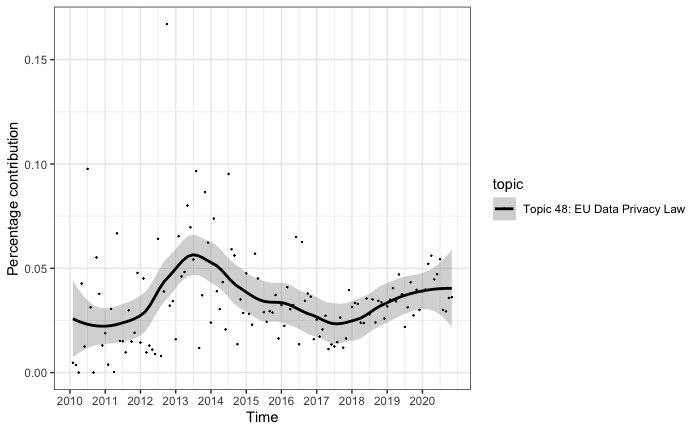 0.15
0.10
0.05
0.00
Percentage contribution
2010 2011 2012 2013 2014 2015 2016 2017 2018 2019 2020
Time
topic
Topic 48: EU Data Privacy Law